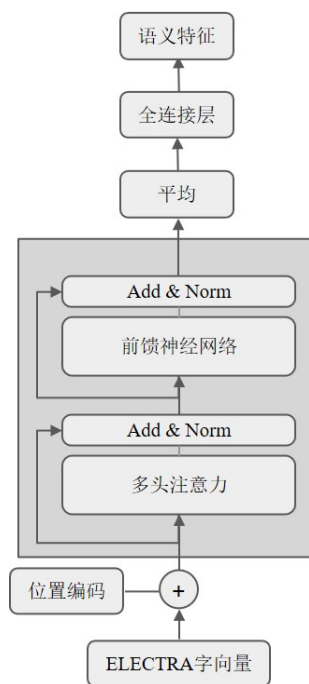 语义特征
全连接层
平均
Add & Norm
前馈神经网络
Add & Norm
多头注意力
位置编码
+
ELECTRA字向量